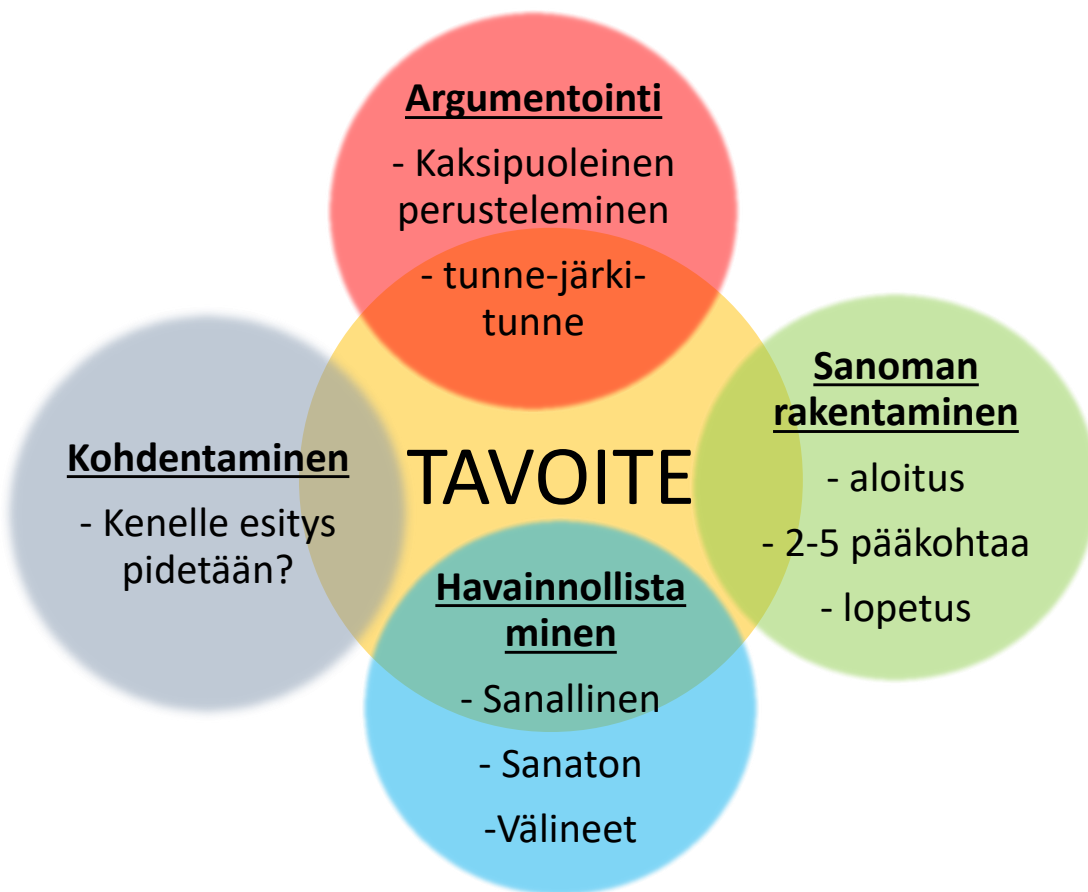 Argumentointi
- Kaksipuoleinen
perusteleminen
- tunne-järki-
tunne
Kohdentaminen
- Kenelle esitys
pidetään?
TAVOITE
Sanoman
rakentaminen
- aloitus
- 2-5 pääkohtaa
- lopetus
Havainnollista
minen
- Sanallinen
- Sanaton
-Välineet